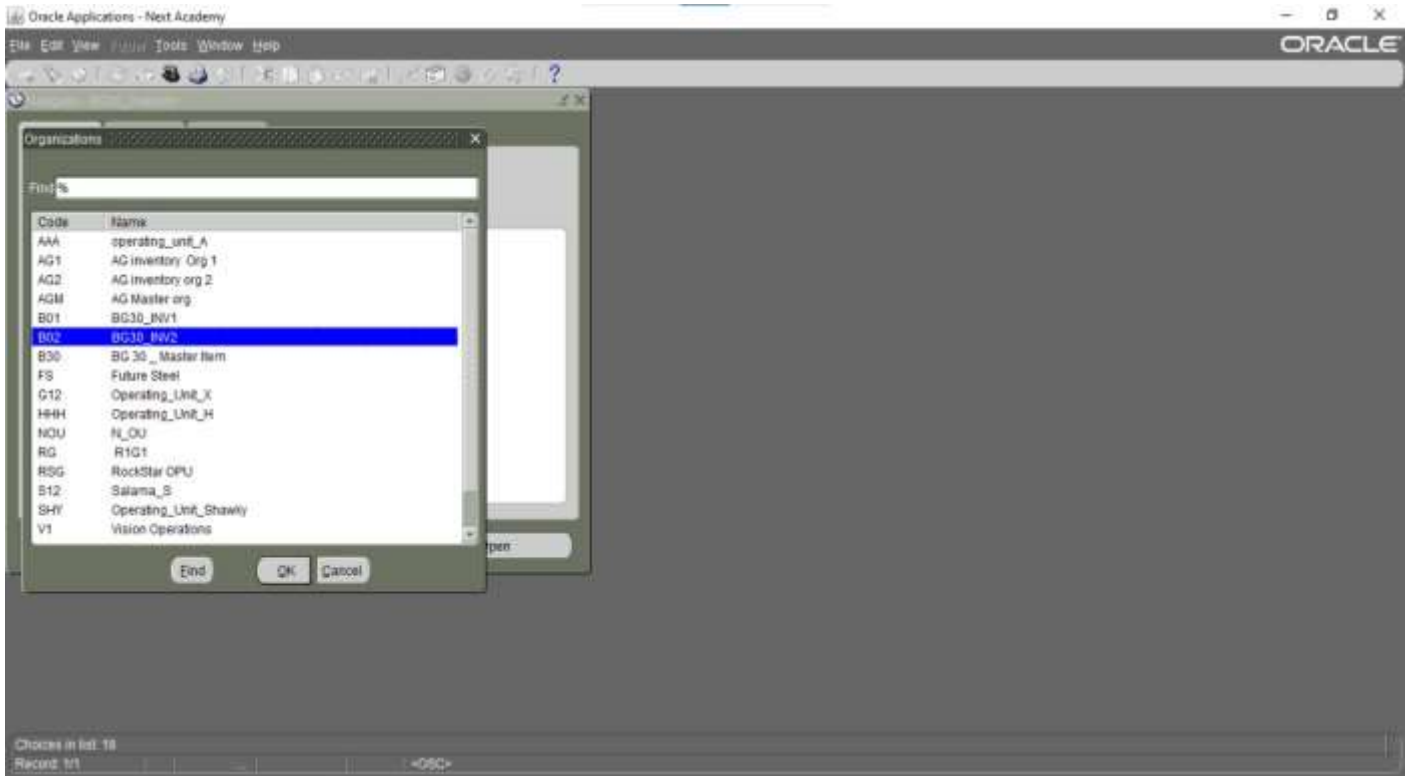 Oracle Applications - Next Academy
File Edit View Folder Tools Window Help
ORACLE
Organizations
Find %
Code Name
AAA operating_unit_A
AG1 AG inventory Org 1
AG2 AG inventory org 2
AGM AG Master org
B01 BG30_INV1
B02 BG30_INV2
B30 BG 30 _ Master Item
FS Future Steel
G12 Operating_Unit_X
HHH Operating_Unit_H
NOU N_OU
RG R1G1
RSG RockStar OPU
S12 Salama_S
SHY Operating_Unit_Shawky
V1 Vision Operations
Find OK Cancel
Choices in list: 18
Record: 1/1 ... <OSC>